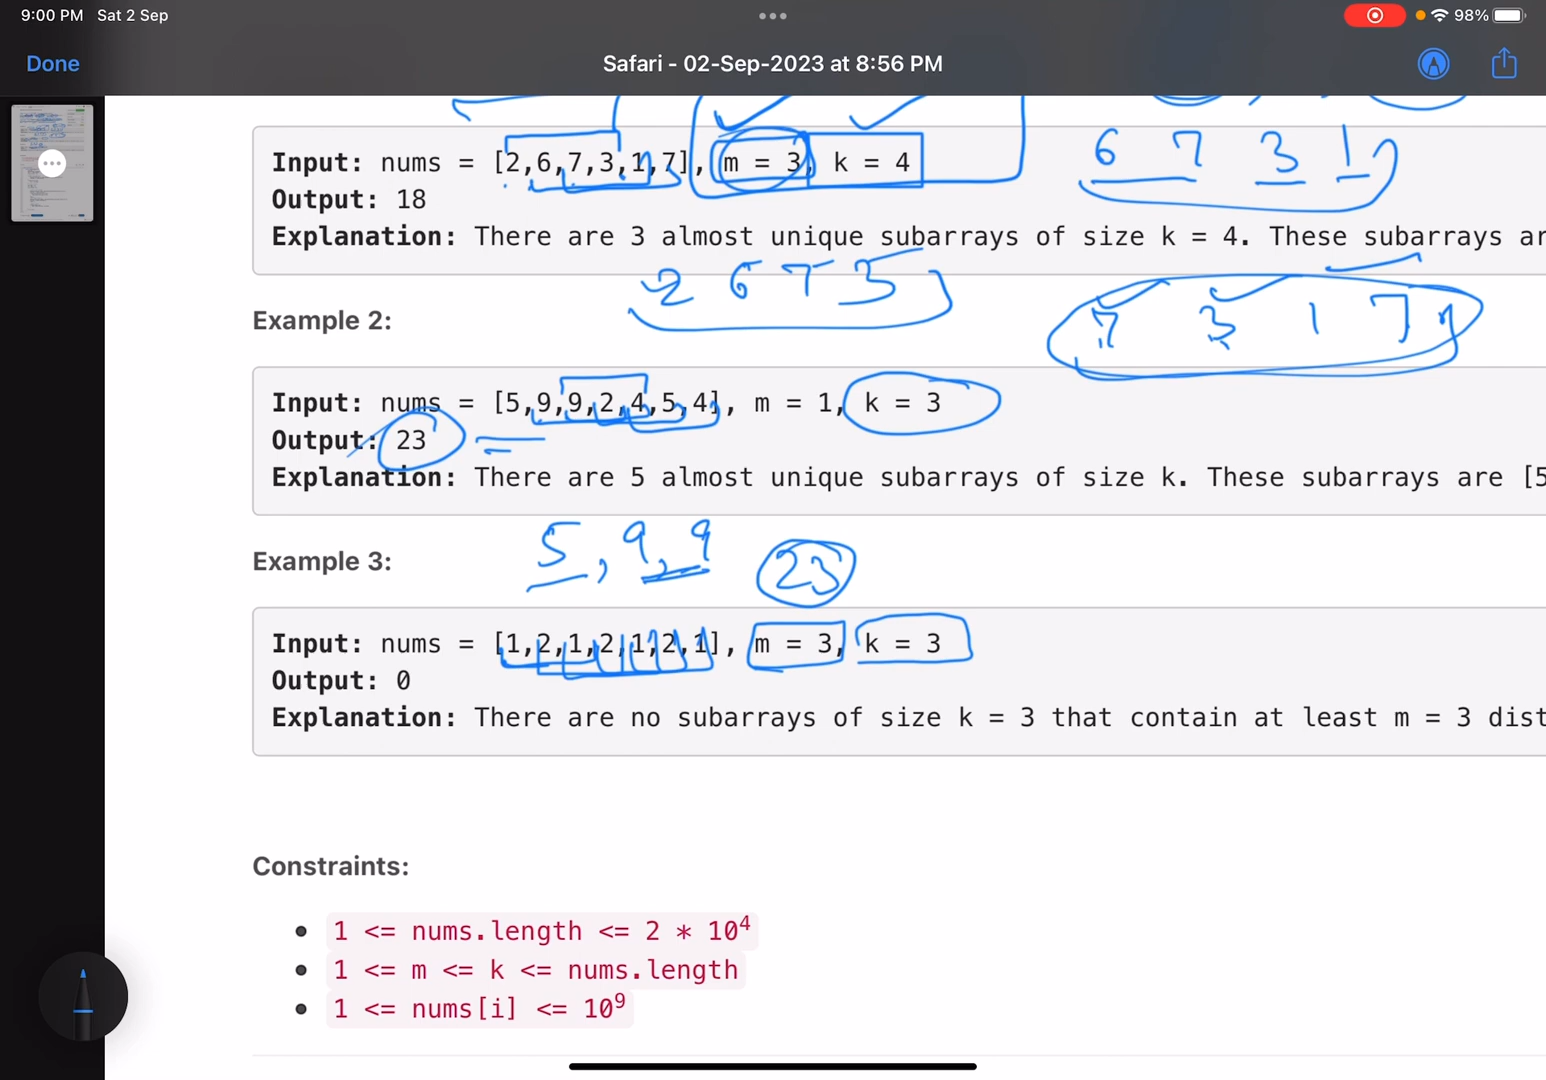 9:00 PM Sat 2 Sep
98%
Done
Safari - 02-Sep-2023 at 8:56 PM
Input: nums = [2,6,7,3,1,7], m = 3, k = 4
6 7 3 1
Output: 18
Explanation: There are 3 almost unique subarrays of size k = 4. These subarrays ar
2 6 7 3
7 3 1 7
Example 2:
Input: nums = [5,9,9,2,4,5,4], m = 1, k = 3
Output: 23
Explanation: There are 5 almost unique subarrays of size k. These subarrays are [5
5, 9, 9 23
Example 3:
Input: nums = [1,2,1,2,1,2,1], m = 3, k = 3
Output: 0
Explanation: There are no subarrays of size k = 3 that contain at least m = 3 dist
Constraints:
1 <= nums.length <= 2 * 10⁴
1 <= m <= k <= nums.length
1 <= nums[i] <= 10⁹